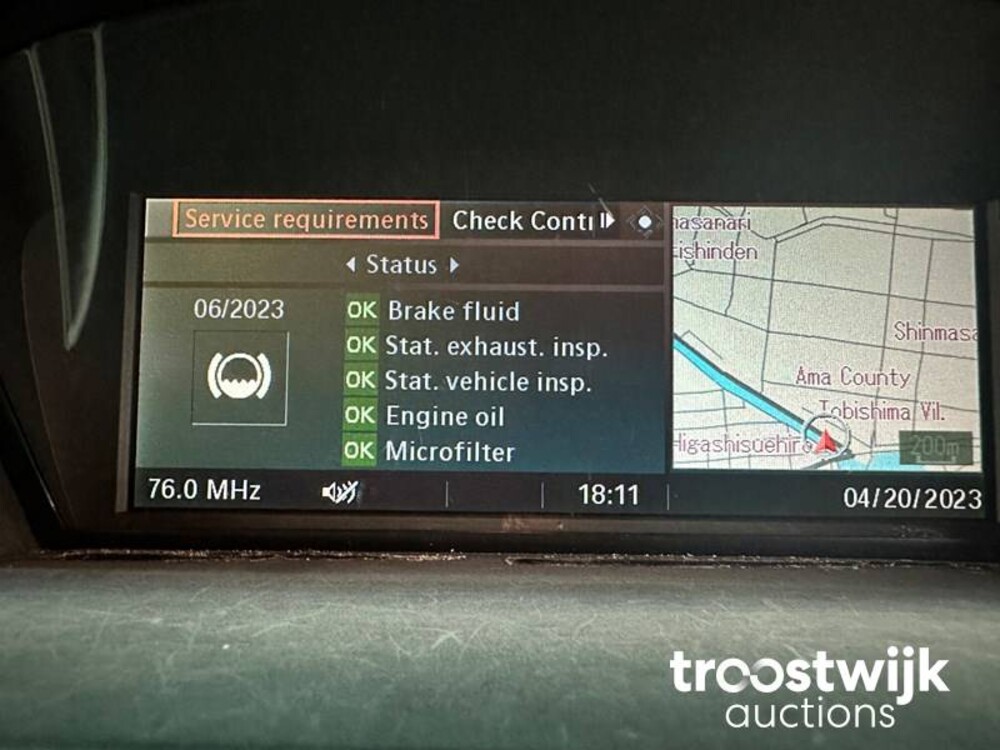 Service requirements Check Conti
Status
06/2023
OK Brake fluid
OK Stat. exhaust. insp.
OK Stat. vehicle insp.
OK Engine oil
OK Microfilter
76.0 MHz 18:11 04/20/2023
nasanari
ishinden
Shinmasa
Ama County
Tobishima Vil.
Higashisuehiro
200m
troostwijk
auctions